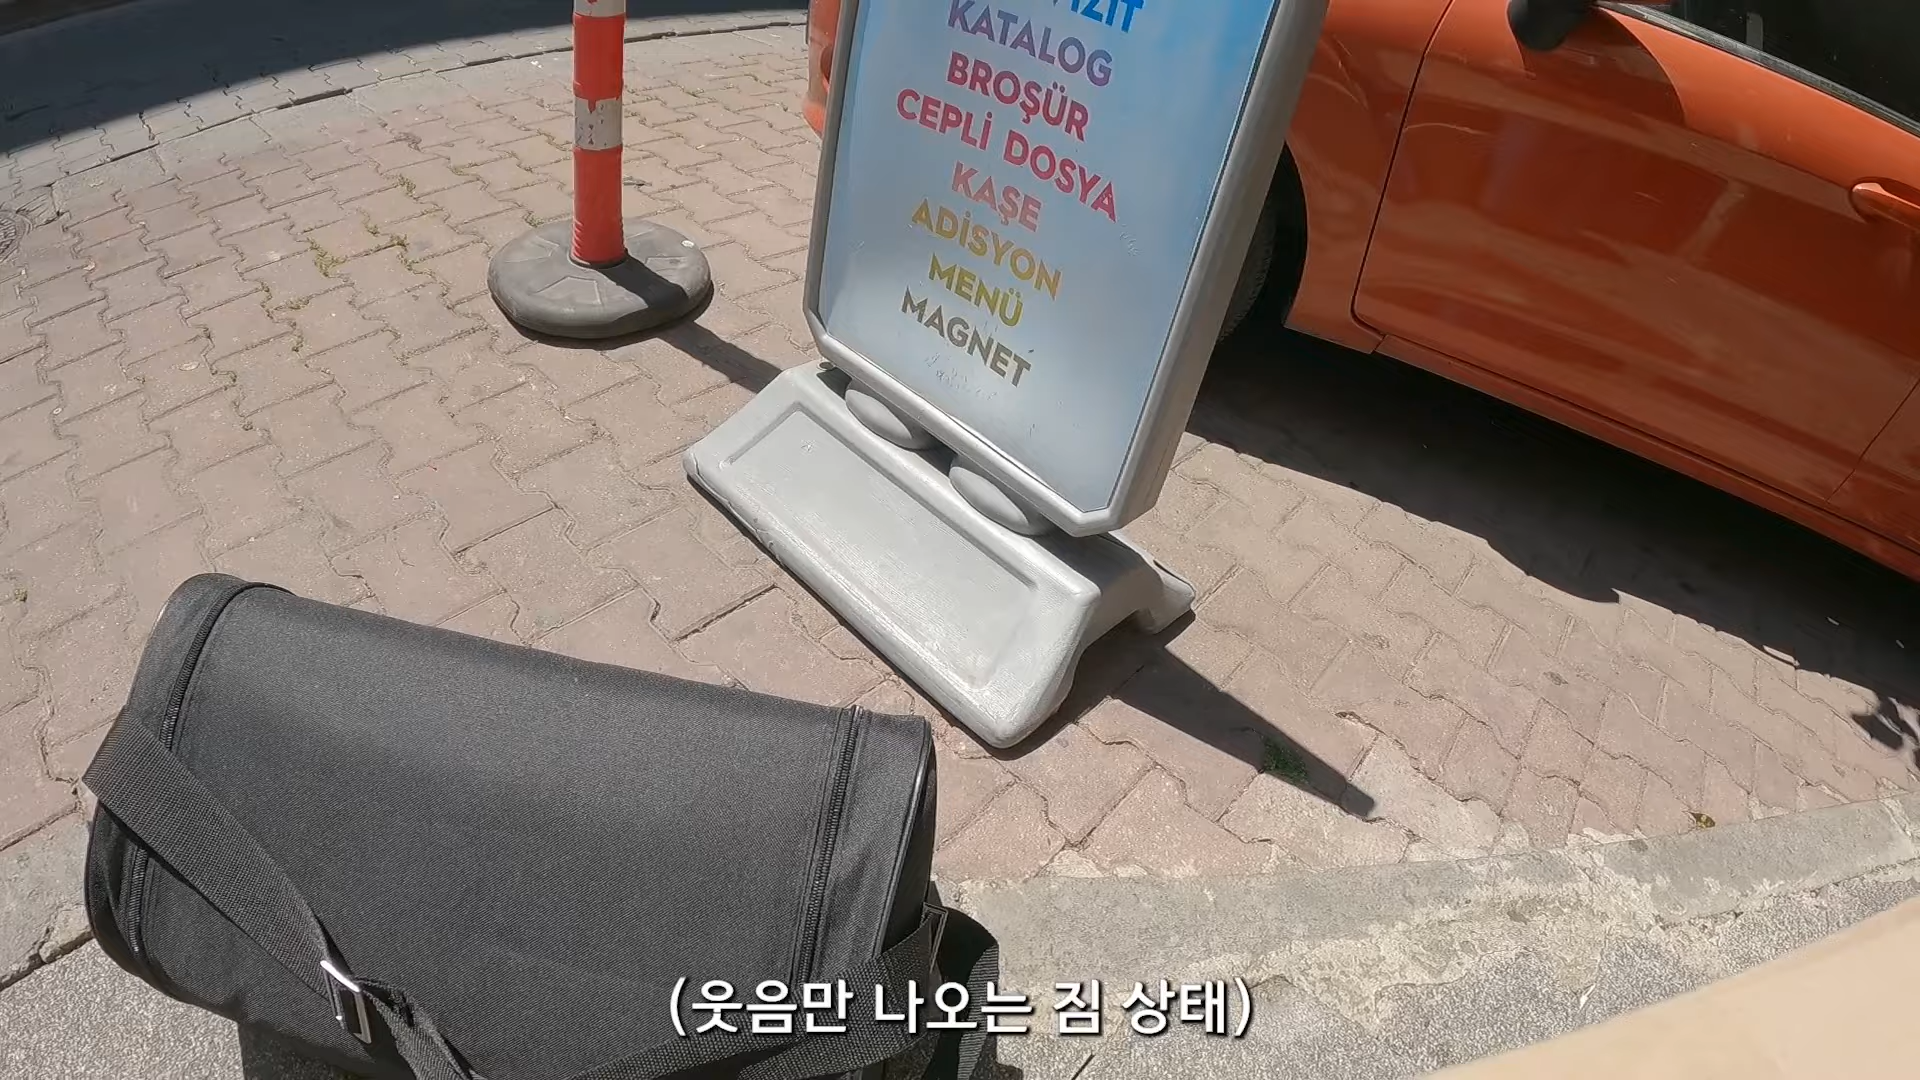 KATALOG
BROŞÜR
CEPLİ DOSYA
KAŞE
ADİSYON
MENÜ
MAGNET
(웃음만 나오는 짐 상태)